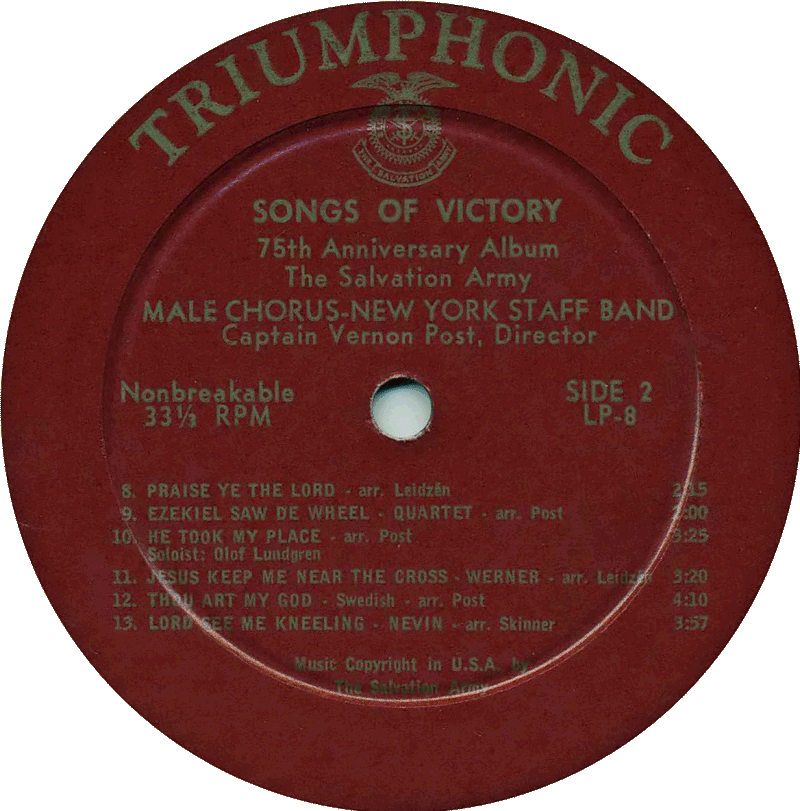 TRIUMPHONIC
THE SALVATION ARMY
SONGS OF VICTORY
75th Anniversary Album
The Salvation Army
MALE CHORUS-NEW YORK STAFF BAND
Captain Vernon Post, Director
Nonbreakable SIDE 2
33⅓ RPM LP-8
8. PRAISE YE THE LORD - arr. Leidzén 2:15
9. EZEKIEL SAW DE WHEEL - QUARTET - arr. Post 2:00
10. HE TOOK MY PLACE - arr. Post 3:25
Soloist: Olof Lundgren
11. JESUS KEEP ME NEAR THE CROSS - WERNER - arr. Leidzén 3:20
12. THOU ART MY GOD - Swedish - arr. Post 4:10
13. LORD SEE ME KNEELING - NEVIN - arr. Skinner 3:57
Music Copyright in U.S.A. by
The Salvation Army